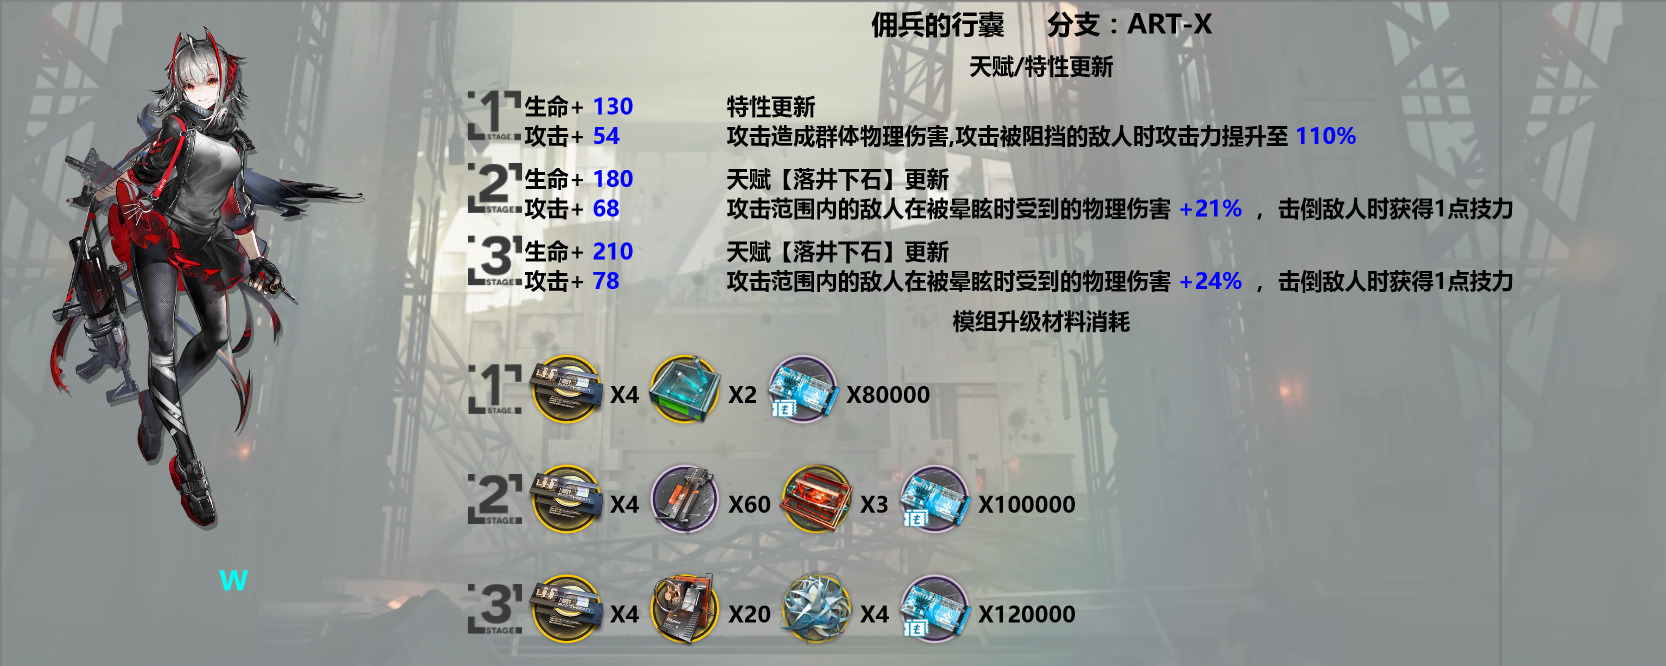 佣兵的行囊 分支：ART-X
天赋/特性更新
1 STAGE. 生命+ 130 特性更新
攻击+ 54 攻击造成群体物理伤害,攻击被阻挡的敌人时攻击力提升至 110%
2 STAGE 生命+ 180 天赋【落井下石】更新
攻击+ 68 攻击范围内的敌人在被晕眩时受到的物理伤害 +21% ，击倒敌人时获得1点技力
3 STAGE 生命+ 210 天赋【落井下石】更新
攻击+ 78 攻击范围内的敌人在被晕眩时受到的物理伤害 +24% ，击倒敌人时获得1点技力
模组升级材料消耗
1 STAGE. X4 X2 X80000
2 STAGE X4 X60 X3 X100000
W
3 STAGE X4 X20 X4 X120000